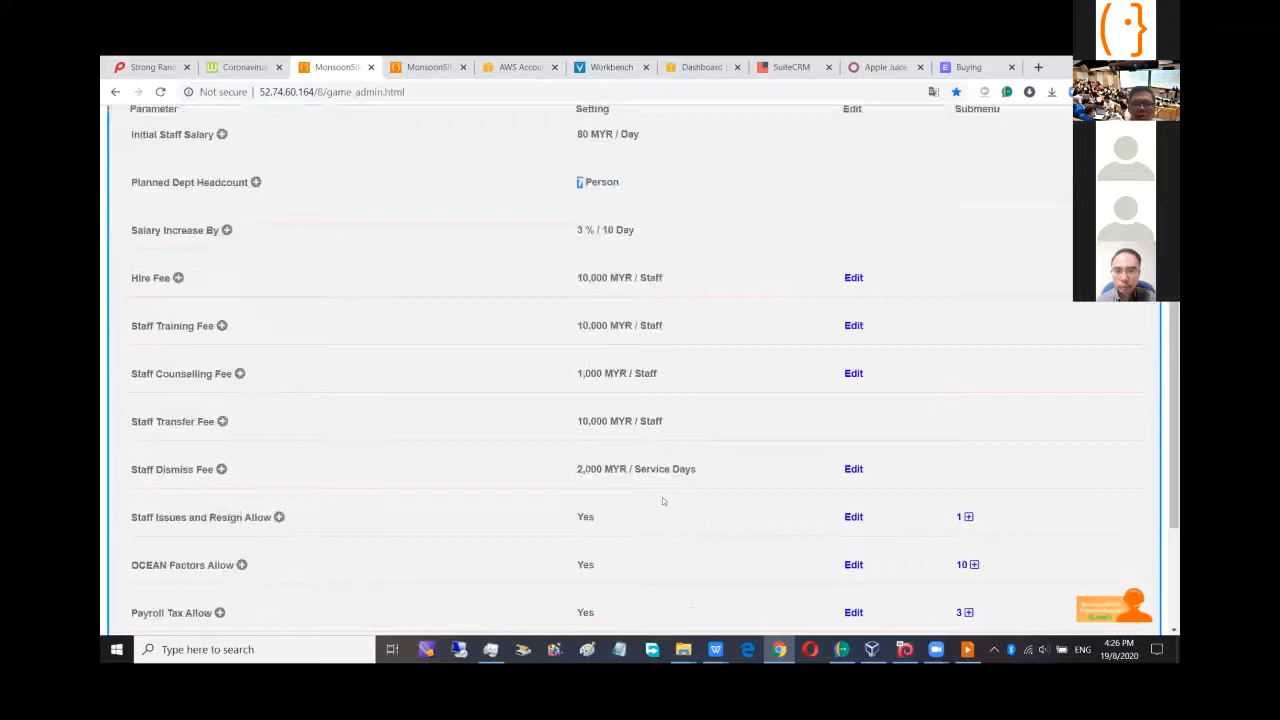 Strong Ran
Coronavirus
MonsoonSi
MonsoonSI
AWS Accou
Workbench
Dashboard
SuiteCRM
Apple Juice
Buying
Not secure
52.74.60.164/8/game_admin.html
Parameter
Setting
Edit
Submenu
Initial Staff Salary
80 MYR / Day
Planned Dept Headcount
7 Person
Salary Increase By
3 % / 10 Day
Hire Fee
10,000 MYR / Staff
Edit
Staff Training Fee
10,000 MYR / Staff
Edit
Staff Counselling Fee
1,000 MYR / Staff
Edit
Staff Transfer Fee
10,000 MYR / Staff
Staff Dismiss Fee
2,000 MYR / Service Days
Edit
Staff Issues and Resign Allow
Yes
Edit
1
OCEAN Factors Allow
Yes
Edit
10
Payroll Tax Allow
Yes
Edit
3
(Live!)
Type here to search
ENG
4:26 PM
19/8/2020